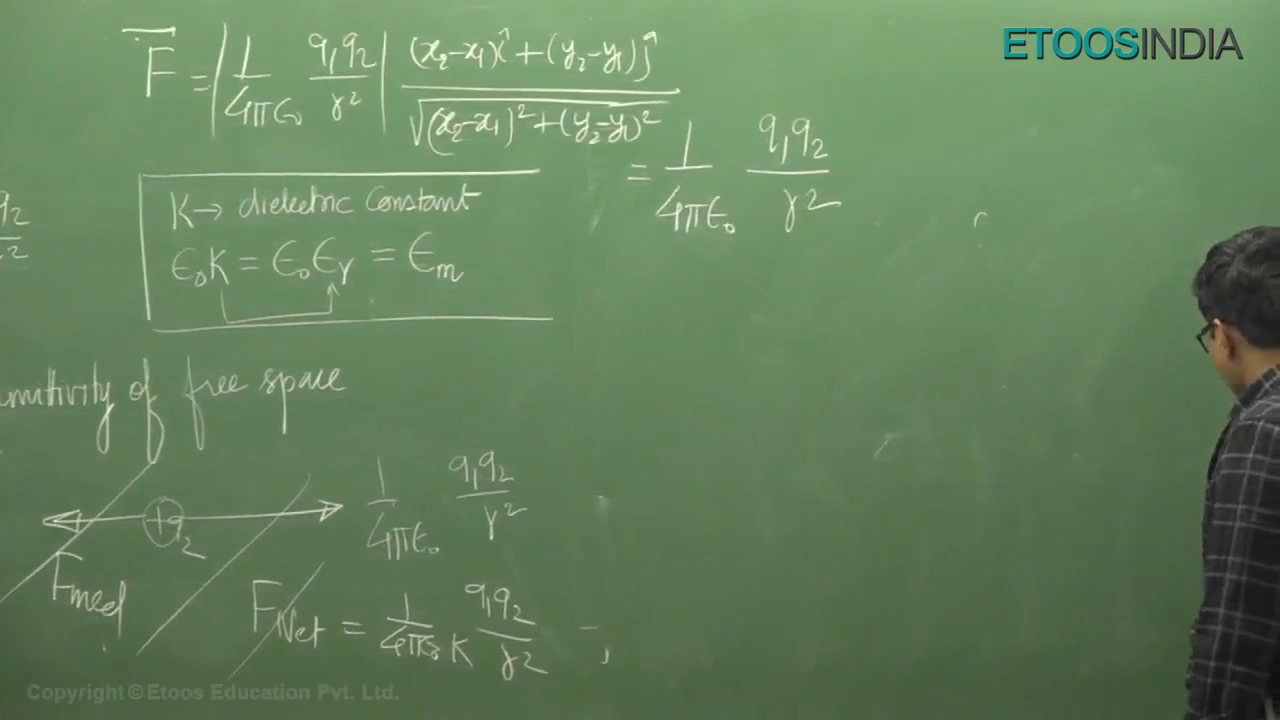 ETOOSINDIA
F⃗ = |1/4πϵ₀ q₁q₂/r²| (x₂-x₁)î + (y₂-y₁)ĵ / √(x₂-x₁)² + (y₂-y₁)²
= 1/4πϵ₀ q₁q₂/r²
K → dielectric Constant
ϵ₀K = ϵ₀ϵᵣ = ϵₘ
of free space
1/4πϵ₀ q₁q₂/r²
+q₂
Fmed
FNet = 1/4πϵ₀K q₁q₂/r²
Copyright © Etoos Education Pvt. Ltd.